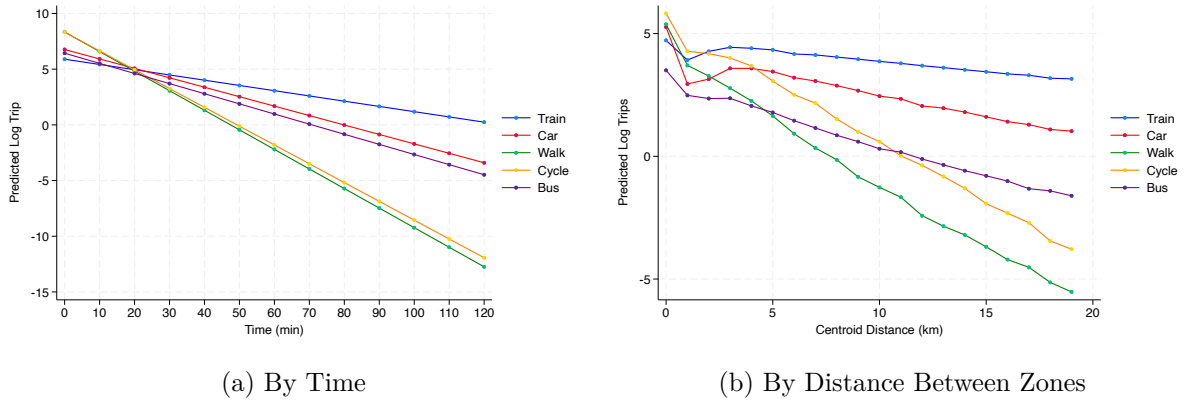 10
5
0
-5
-10
-15
Predicted Log Trip
0 10 20 30 40 50 60 70 80 90 100 110 120
Time (min)
Train
Car
Walk
Cycle
Bus
(a) By Time
5
0
-5
Predicted Log Trips
0 5 10 15 20
Centroid Distance (km)
Train
Car
Walk
Cycle
Bus
(b) By Distance Between Zones